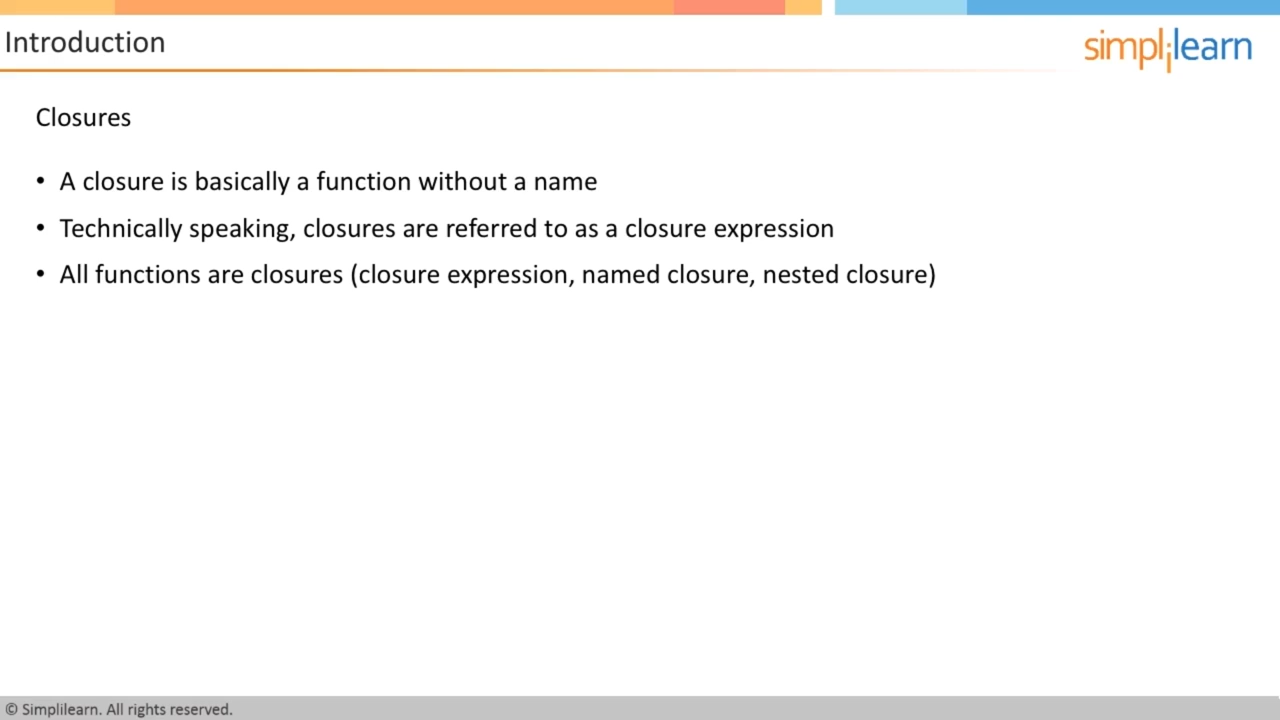 Introduction
simplilearn
Closures
• A closure is basically a function without a name
• Technically speaking, closures are referred to as a closure expression
• All functions are closures (closure expression, named closure, nested closure)
© Simplilearn. All rights reserved.